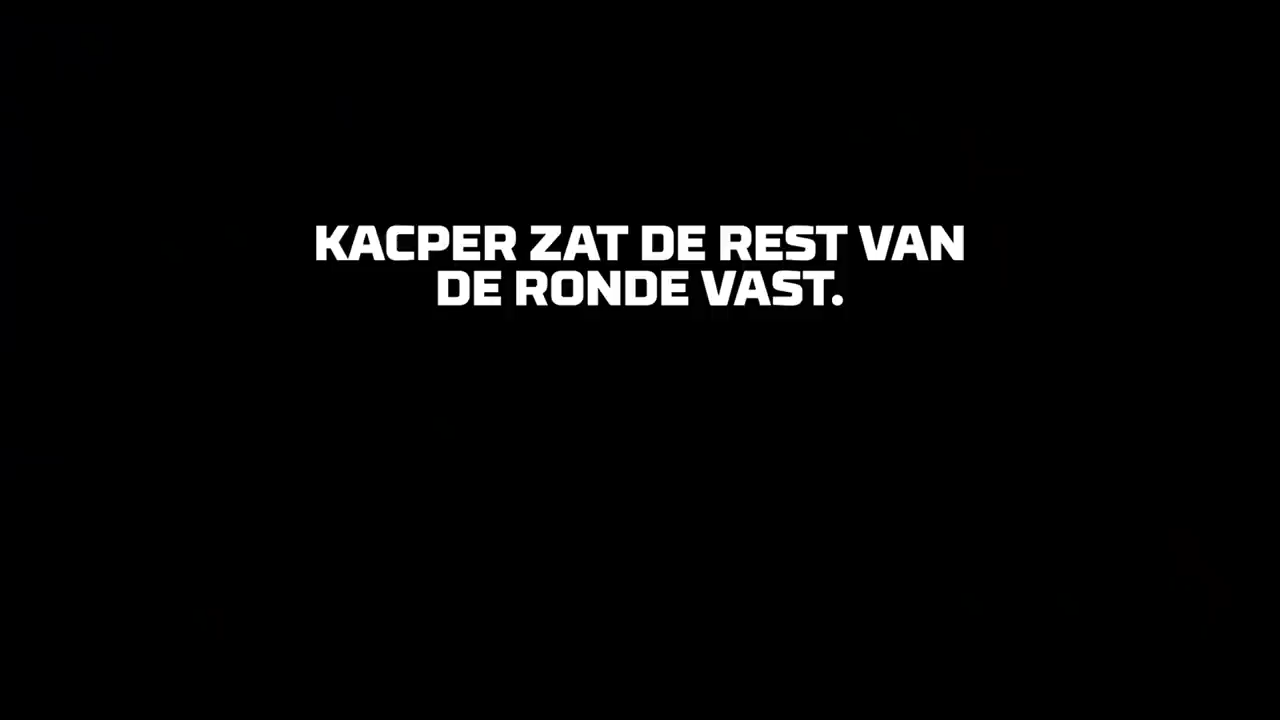 KACPER ZAT DE REST VAN
DE RONDE VAST.